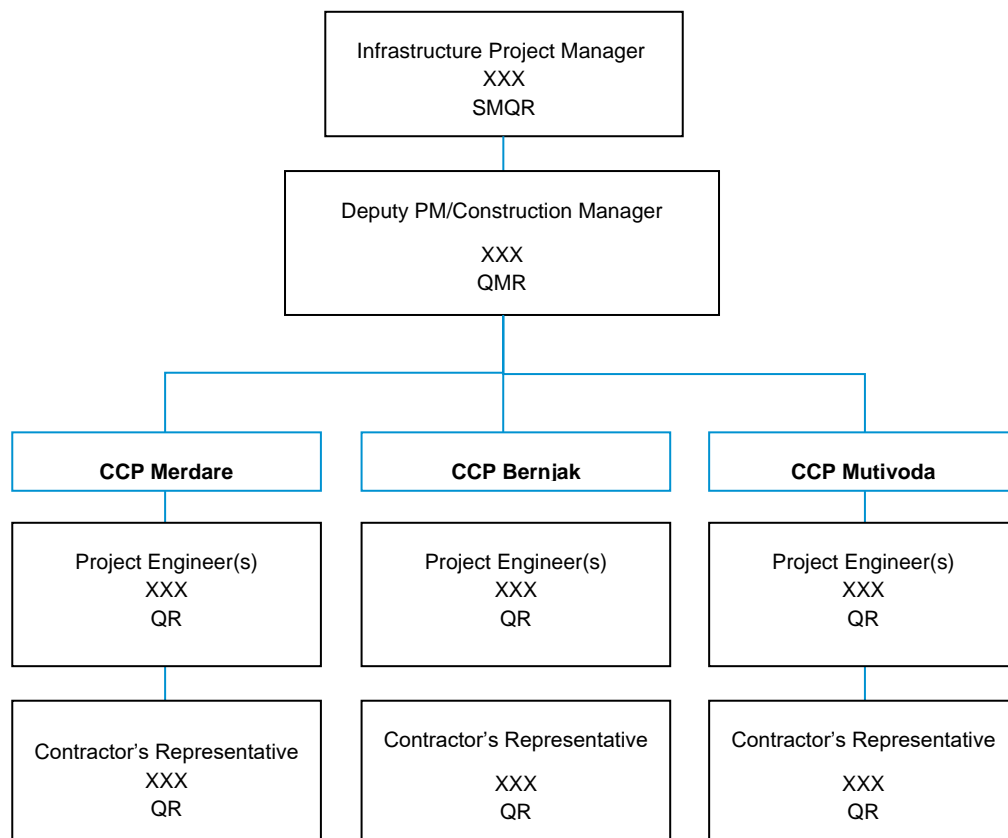 Infrastructure Project Manager
XXX
SMQR
Deputy PM/Construction Manager
XXX
QMR
CCP Merdare
CCP Bernjak
CCP Mutivoda
Project Engineer(s)
XXX
QR
Project Engineer(s)
XXX
QR
Project Engineer(s)
XXX
QR
Contractor’s Representative
XXX
QR
Contractor’s Representative
XXX
QR
Contractor’s Representative
XXX
QR